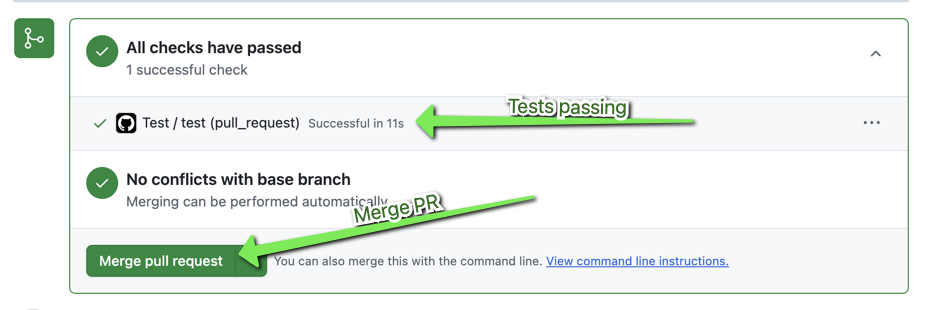 All checks have passed
1 successful check
Tests passing
Test / test (pull_request) Successful in 11s
No conflicts with base branch
Merging can be performed automatically.
Merge PR
Merge pull request
You can also merge this with the command line. View command line instructions.